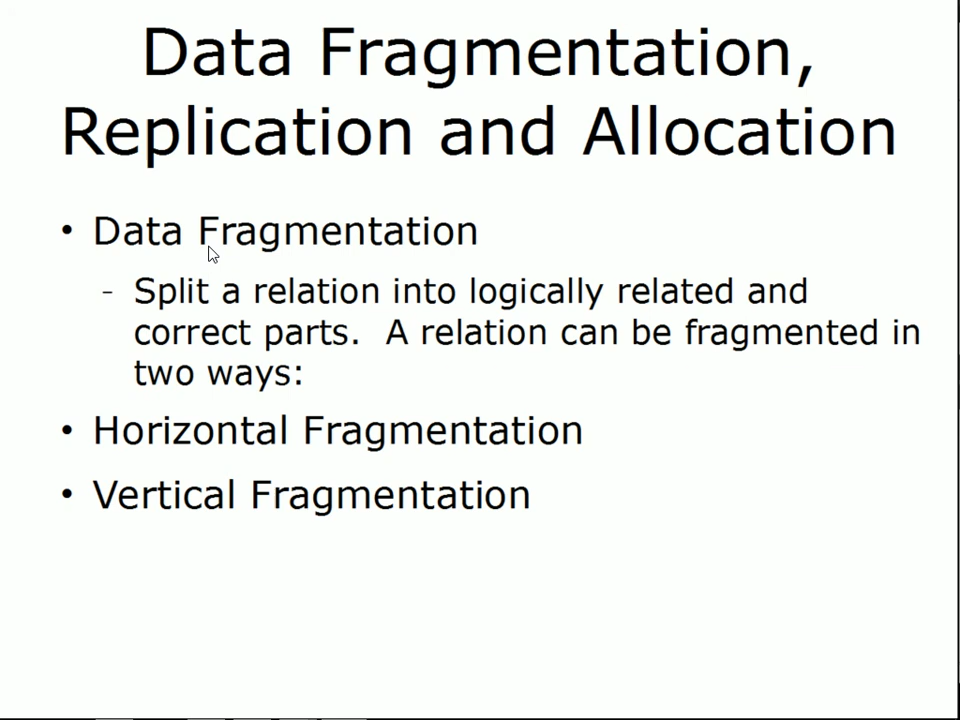 Data Fragmentation,
Replication and Allocation
• Data Fragmentation
– Split a relation into logically related and
correct parts.  A relation can be fragmented in
two ways:
• Horizontal Fragmentation
• Vertical Fragmentation